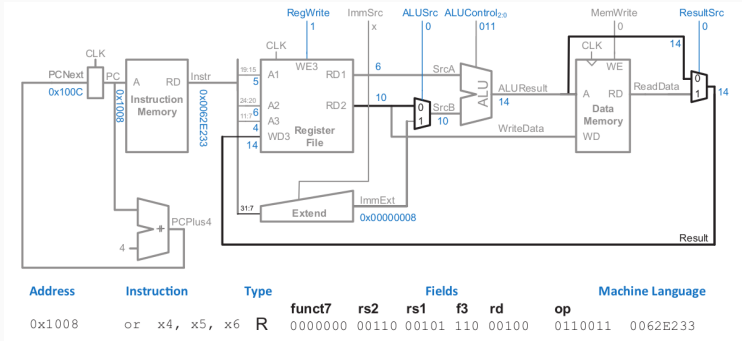 RegWrite ImmSrc ALUSrc ALUControl2:0 MemWrite ResultSrc
1 x 0 011 0 0
CLK CLK CLK
PCNext PC Instr
0x100C
0x1008
A RD
Instruction
Memory
0x0062E233
19:15 A1 WE3 RD1 6 SrcA
5
24:20 A2 RD2 10 0 SrcB
6 1 10
11:7 A3
4
WD3
14
Register
File
ALU
ALUResult
14
WriteData
14
WE
A RD ReadData
Data
Memory
WD
0
1
14
31:7 Extend ImmExt
0x00000008
+
PCPlus4
4
Result
Address Instruction Type Fields Machine Language
funct7 rs2 rs1 f3 rd op
0x1008 or x4, x5, x6 R 0000000 00110 00101 110 00100 0110011 0062E233